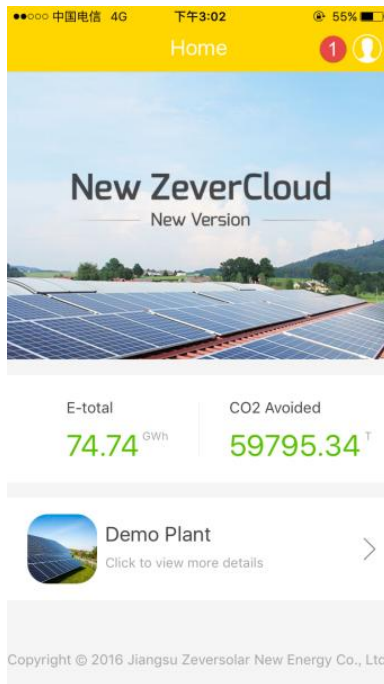 中国电信 4G 下午3:02 55%
Home 1
New ZeverCloud
New Version
E-total CO2 Avoided
74.74 GWh 59795.34 T
Demo Plant
Click to view more details
Copyright © 2016 Jiangsu Zeversolar New Energy Co., Ltd